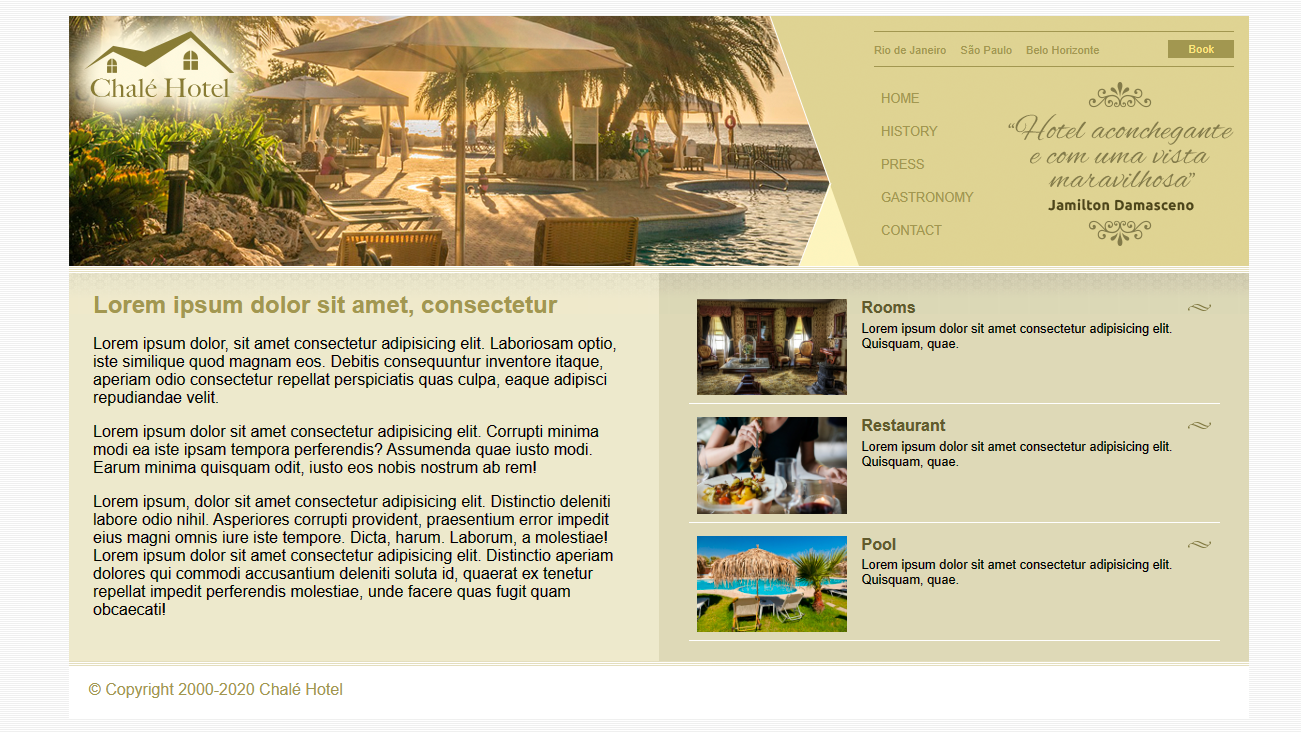 Chalé Hotel
Rio de Janeiro São Paulo Belo Horizonte
Book
HOME
HISTORY
PRESS
GASTRONOMY
CONTACT
“Hotel aconchegante
e com uma vista
maravilhosa”
Jamilton Damasceno
Lorem ipsum dolor sit amet, consectetur
Lorem ipsum dolor, sit amet consectetur adipisicing elit. Laboriosam optio,
iste similique quod magnam eos. Debitis consequuntur inventore itaque,
aperiam odio consectetur repellat perspiciatis quas culpa, eaque adipisci
repudiandae velit.
Lorem ipsum dolor sit amet consectetur adipisicing elit. Corrupti minima
modi ea iste ipsam tempora perferendis? Assumenda quae iusto modi.
Earum minima quisquam odit, iusto eos nobis nostrum ab rem!
Lorem ipsum, dolor sit amet consectetur adipisicing elit. Distinctio deleniti
labore odio nihil. Asperiores corrupti provident, praesentium error impedit
eius magni omnis iure iste tempore. Dicta, harum. Laborum, a molestiae!
Lorem ipsum dolor sit amet consectetur adipisicing elit. Distinctio aperiam
dolores qui commodi accusantium deleniti soluta id, quaerat ex tenetur
repellat impedit perferendis molestiae, unde facere quas fugit quam
obcaecati!
Rooms
Lorem ipsum dolor sit amet consectetur adipisicing elit.
Quisquam, quae.
Restaurant
Lorem ipsum dolor sit amet consectetur adipisicing elit.
Quisquam, quae.
Pool
Lorem ipsum dolor sit amet consectetur adipisicing elit.
Quisquam, quae.
© Copyright 2000-2020 Chalé Hotel